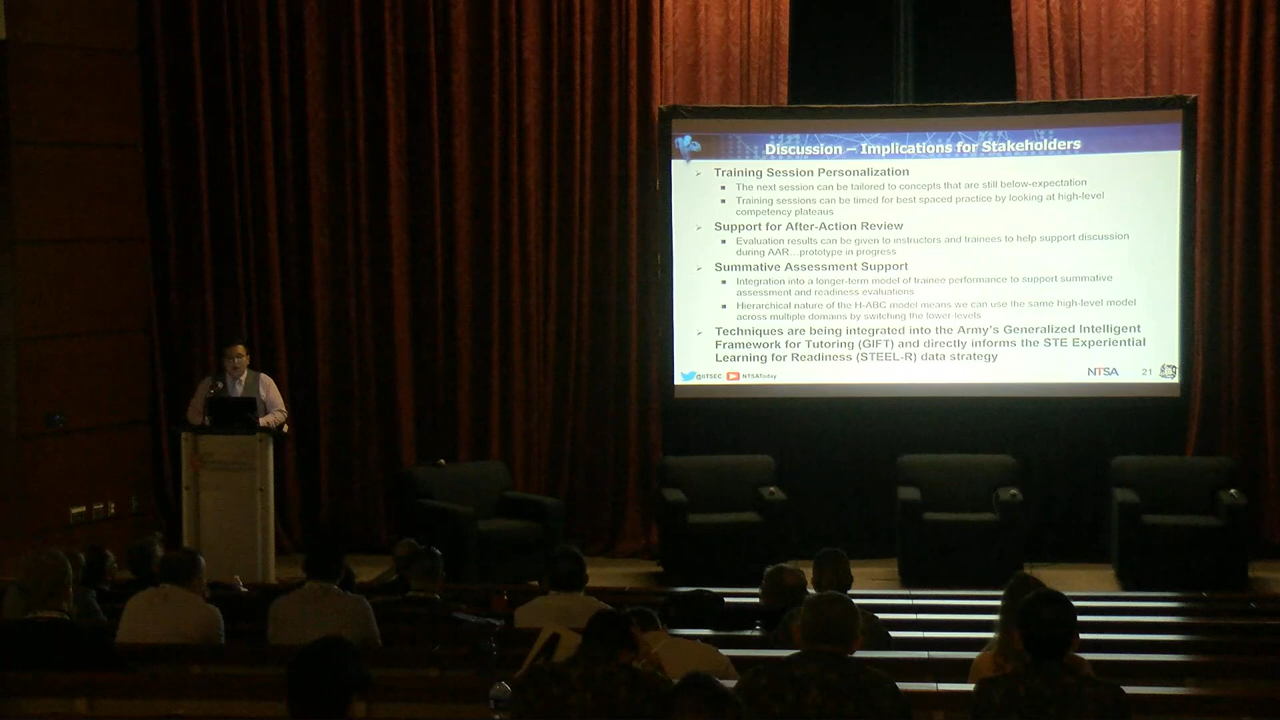 Discussion – Implications for Stakeholders
Training Session Personalization
The next session can be tailored to concepts that are still below-expectation
Training sessions can be timed for best spaced practice by looking at high-level
competency plateaus
Support for After-Action Review
Evaluation results can be given to instructors and trainees to help support discussion
during AAR…prototype in progress
Summative Assessment Support
Integration into a longer-term model of trainee performance to support summative
assessment and readiness evaluations
Hierarchical nature of the H-ABC model means we can use the same high-level model
across multiple domains by switching the lower-levels
Techniques are being integrated into the Army's Generalized Intelligent
Framework for Tutoring (GIFT) and directly informs the STE Experiential
Learning for Readiness (STEEL-R) data strategy
@IITSEC NTSAToday NTSA 21